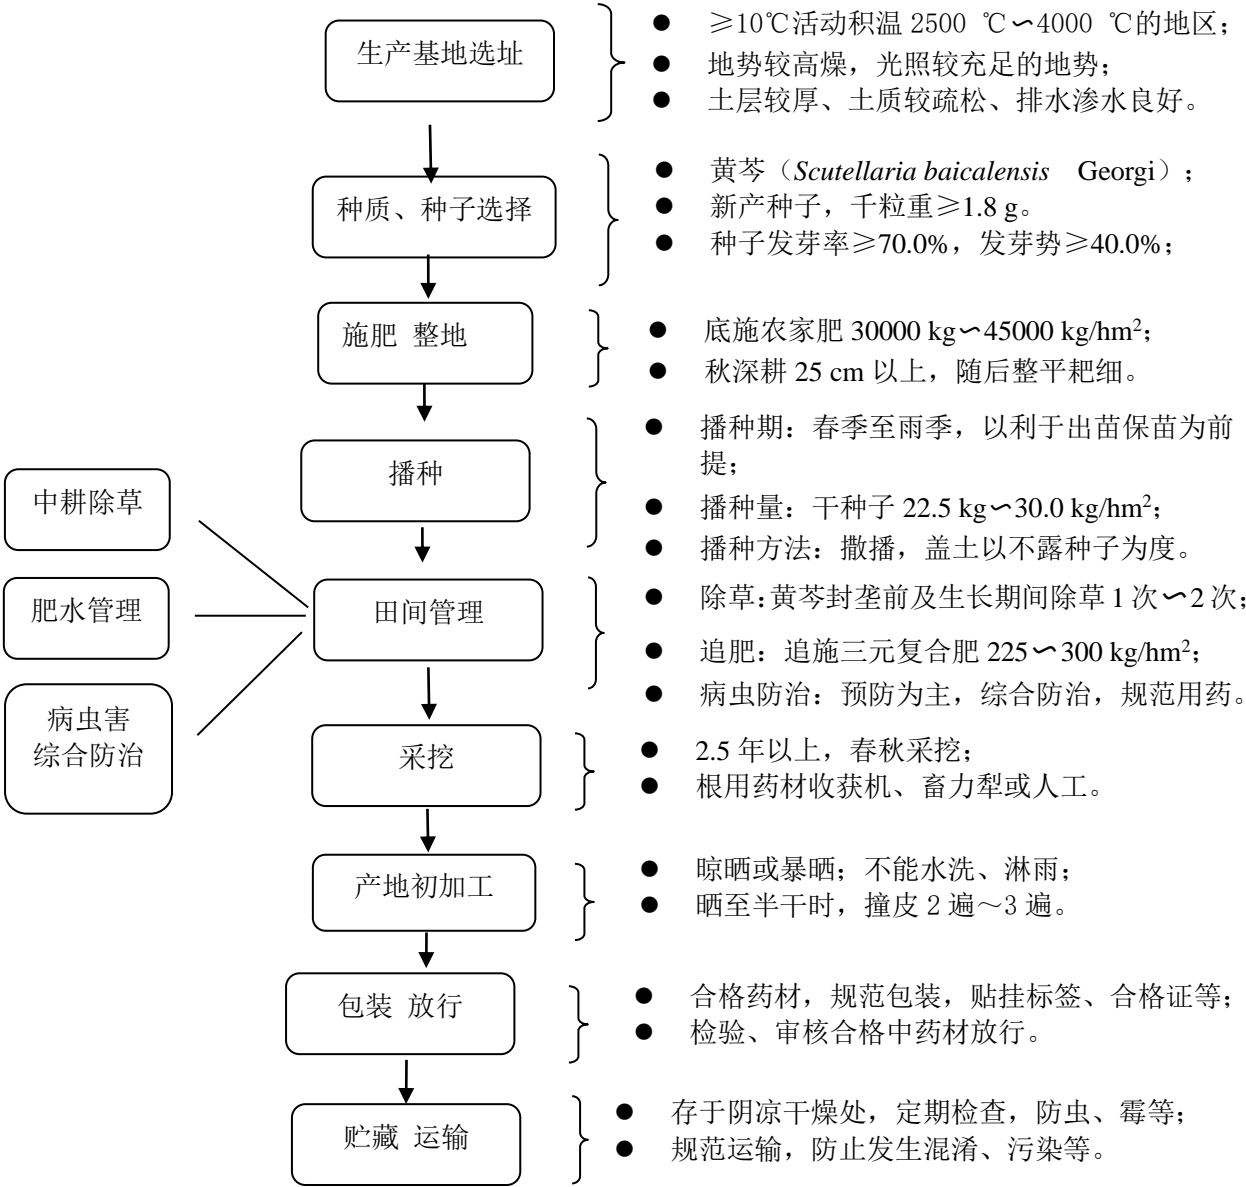 生产基地选址
≥10℃活动积温 2500 ℃～4000 ℃的地区；
地势较高燥，光照较充足的地势；
土层较厚、土质较疏松、排水渗水良好。
种质、种子选择
黄芩（Scutellaria baicalensis Georgi）；
新产种子，千粒重≥1.8 g。
种子发芽率≥70.0%，发芽势≥40.0%；
施肥 整地
底施农家肥 30000 kg～45000 kg/hm²；
秋深耕 25 cm 以上，随后整平耙细。
播种
播种期：春季至雨季，以利于出苗保苗为前
提；
播种量：干种子 22.5 kg～30.0 kg/hm²；
播种方法：撒播，盖土以不露种子为度。
中耕除草
肥水管理
病虫害
综合防治
田间管理
除草：黄芩封垄前及生长期间除草 1 次～2 次；
追肥：追施三元复合肥 225～300 kg/hm²；
病虫防治：预防为主，综合防治，规范用药。
采挖
2.5 年以上，春秋采挖；
根用药材收获机、畜力犁或人工。
产地初加工
晾晒或暴晒；不能水洗、淋雨；
晒至半干时，撞皮 2 遍～3 遍。
包装 放行
合格药材，规范包装，贴挂标签、合格证等；
检验、审核合格中药材放行。
贮藏 运输
存于阴凉干燥处，定期检查，防虫、霉等；
规范运输，防止发生混淆、污染等。